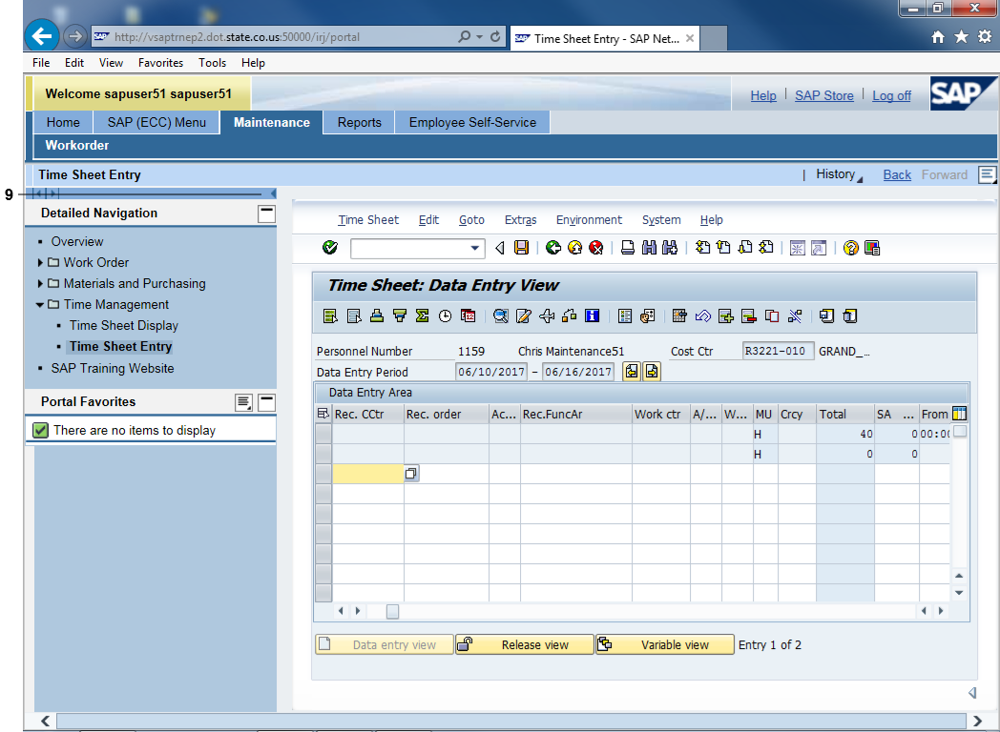 http://vsaptrnep2.dot.state.co.us:50000/irj/portal
Time Sheet Entry - SAP Net...
File Edit View Favorites Tools Help
Welcome sapuser51 sapuser51
Help | SAP Store | Log off
SAP
Home SAP (ECC) Menu Maintenance Reports Employee Self-Service
Workorder
Time Sheet Entry
| History Back Forward
9
Detailed Navigation
Overview
Work Order
Materials and Purchasing
Time Management
Time Sheet Display
Time Sheet Entry
SAP Training Website
Portal Favorites
There are no items to display
Time Sheet Edit Goto Extras Environment System Help
Time Sheet: Data Entry View
Personnel Number 1159 Chris Maintenance51 Cost Ctr R3221-010 GRAND_...
Data Entry Period 06/10/2017 - 06/16/2017
Data Entry Area
Rec. CCtr Rec. order Ac... Rec.FuncAr Work ctr A/... W... MU Crcy Total SA ... From
H 40 0 00:00
H 0 0
Data entry view Release view Variable view Entry 1 of 2